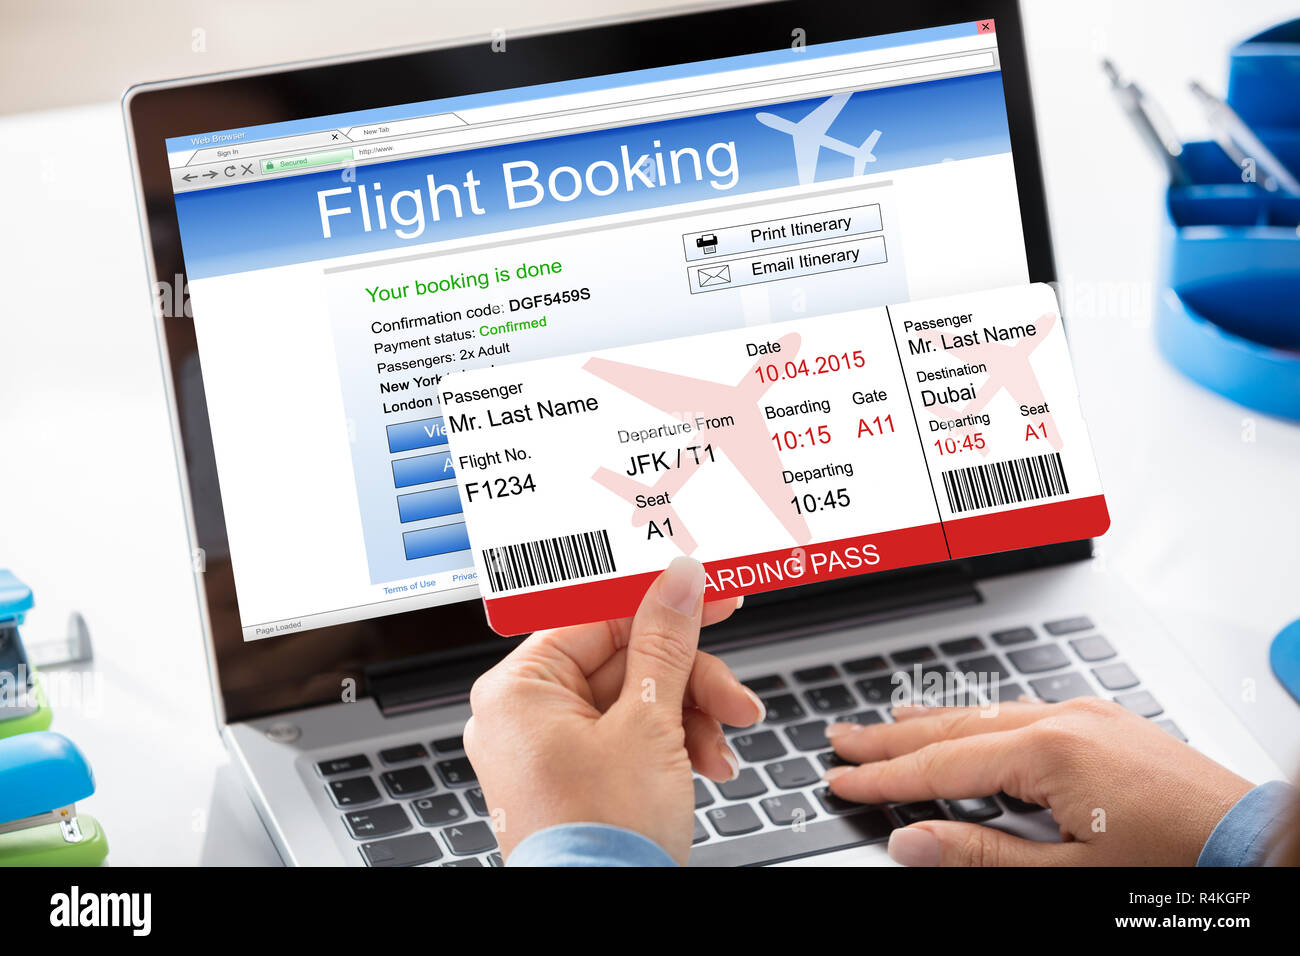 Web Browser
Sign In
New Tab
Secured
http://www.
Flight Booking
Print Itinerary
Email Itinerary
Your booking is done
Confirmation code: DGF5459S
Payment status: Confirmed
Passengers: 2x Adult
New York
London
Terms of Use
Page Loaded
Passenger
Mr. Last Name
Flight No.
F1234
Departure From
JFK / T1
Seat
A1
Date
10.04.2015
Boarding
10:15
Gate
A11
Departing
10:45
ARDING PASS
Passenger
Mr. Last Name
Destination
Dubai
Departing
10:45
Seat
A1
alamy
Image ID: R4KGFP
www.alamy.com